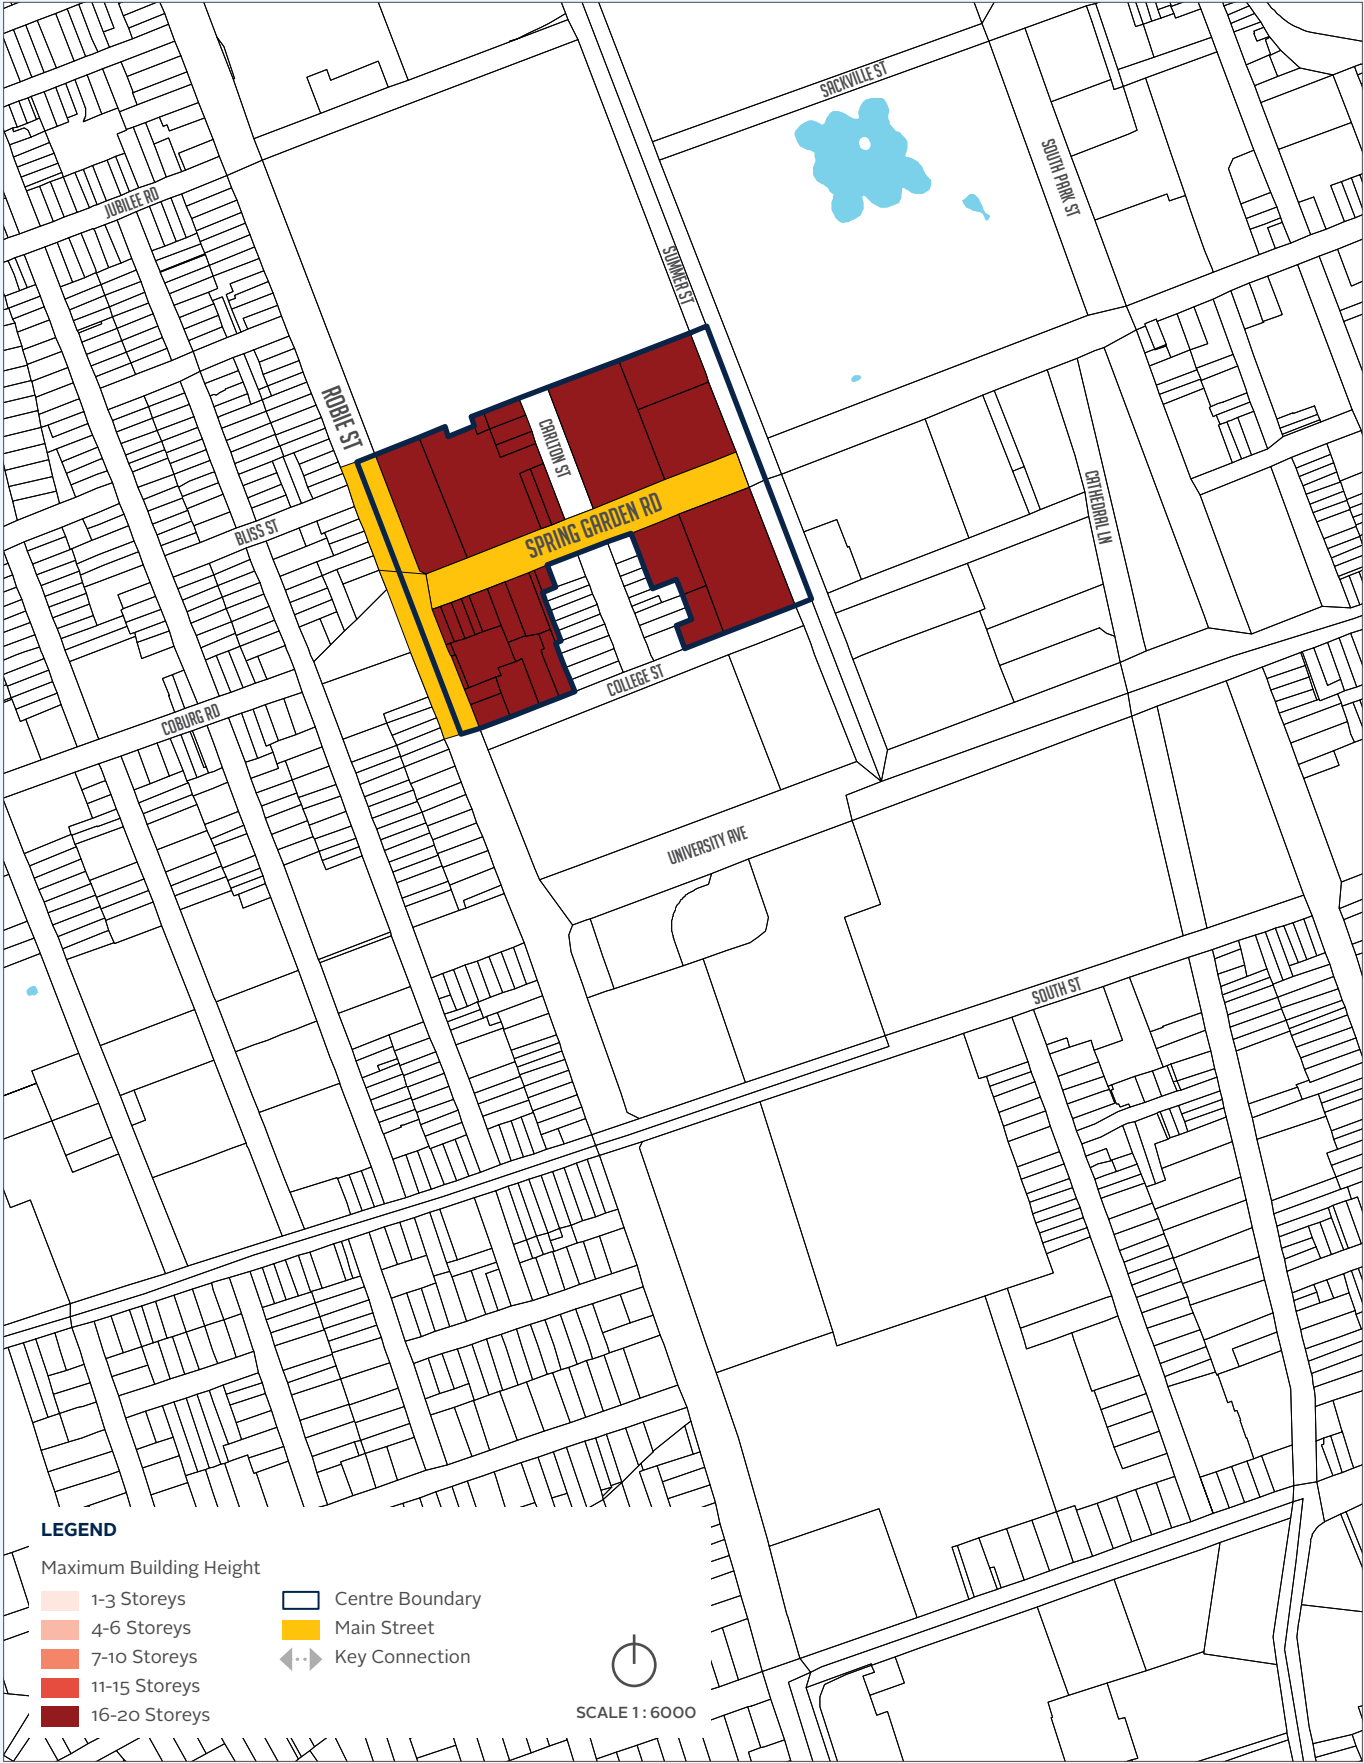 SACKVILLE ST
SOUTH PARK ST
JUBILEE RD
SUMMER ST
ROBIE ST
CARLTON ST
SPRING GARDEN RD
CATHEDRAL LN
BLISS ST
COLLEGE ST
COBURG RD
UNIVERSITY AVE
SOUTH ST
LEGEND
Maximum Building Height
1-3 Storeys
4-6 Storeys
7-10 Storeys
11-15 Storeys
16-20 Storeys
Centre Boundary
Main Street
Key Connection
SCALE 1 : 6000